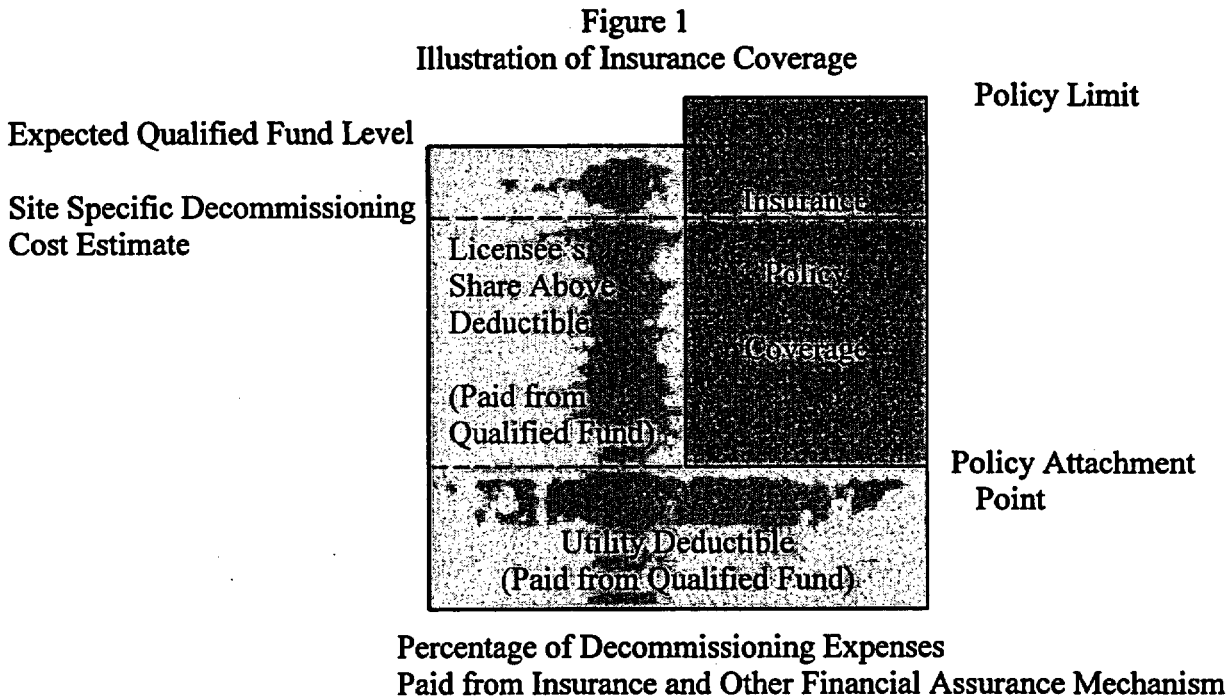 Figure 1
Illustration of Insurance Coverage
Policy Limit
Expected Qualified Fund Level
Site Specific Decommissioning
Cost Estimate
Insurance
Licensee's
Share Above
Deductible
Policy
Coverage
(Paid from
Qualified Fund)
Policy Attachment
Point
Utility Deductible
(Paid from Qualified Fund)
Percentage of Decommissioning Expenses
Paid from Insurance and Other Financial Assurance Mechanism